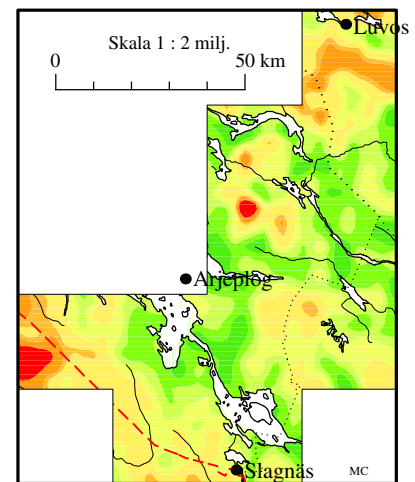 Luvos
Skala 1 : 2 milj.
0 50 km
Arjeplog
Slagnäs
MC